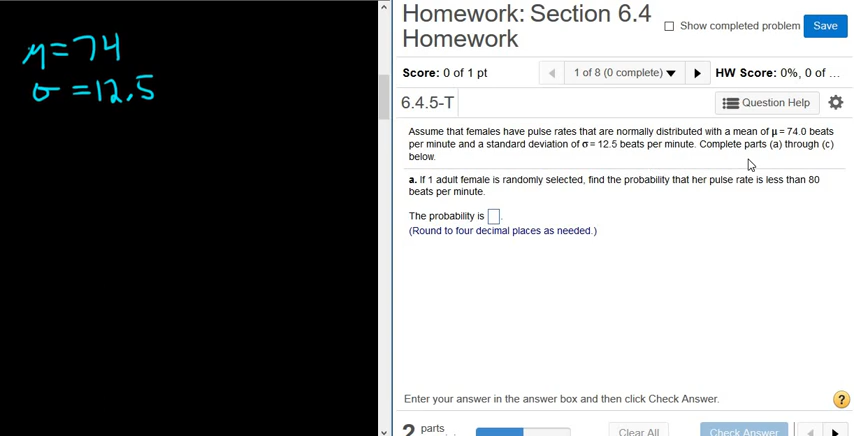 μ = 74
σ = 12.5
Homework: Section 6.4
Homework
Show completed problem
Save
Score: 0 of 1 pt
1 of 8 (0 complete)
HW Score: 0%, 0 of ...
6.4.5-T
Question Help
Assume that females have pulse rates that are normally distributed with a mean of μ = 74.0 beats
per minute and a standard deviation of σ = 12.5 beats per minute. Complete parts (a) through (c)
below.
a. If 1 adult female is randomly selected, find the probability that her pulse rate is less than 80
beats per minute.
The probability is .
(Round to four decimal places as needed.)
Enter your answer in the answer box and then click Check Answer.
?
2 parts
Clear All
Check Answer